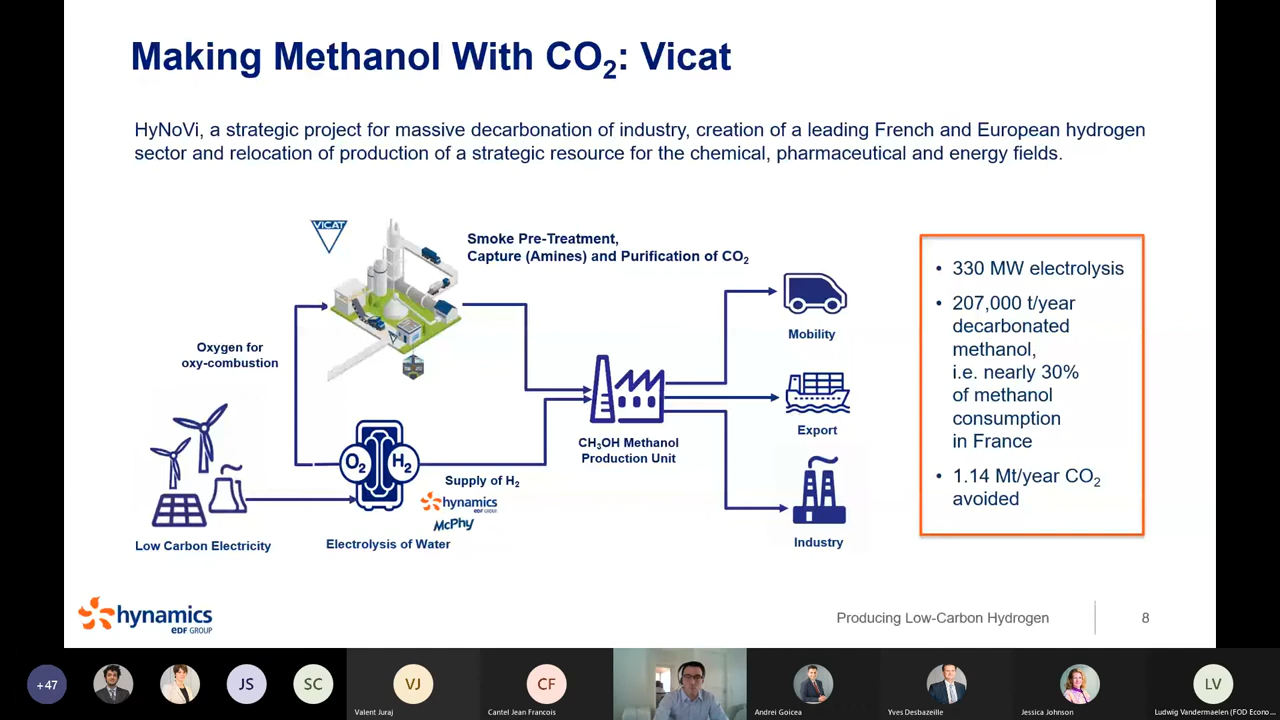 Making Methanol With CO2: Vicat
HyNoVi, a strategic project for massive decarbonation of industry, creation of a leading French and European hydrogen
sector and relocation of production of a strategic resource for the chemical, pharmaceutical and energy fields.
VICAT
Smoke Pre-Treatment,
Capture (Amines) and Purification of CO2
Oxygen for
oxy-combustion
Mobility
Export
CH3OH Methanol
Production Unit
O2
H2
Supply of H2
hynamics
EDF GROUP
McPhy
Industry
Low Carbon Electricity
Electrolysis of Water
• 330 MW electrolysis
• 207,000 t/year
decarbonated
methanol,
i.e. nearly 30%
of methanol
consumption
in France
• 1.14 Mt/year CO2
avoided
hynamics
EDF GROUP
Producing Low-Carbon Hydrogen
8
+47
JS
SC
VJ
Valent Juraj
CF
Cantel Jean Francois
Andrei Goicea
Yves Desbazeille
Jessica Johnson
LV
Ludwig Vandermaelen (FOD Econo...